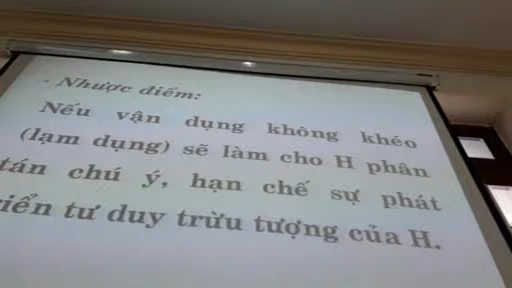 - Nhược điểm:
Nếu vận dụng không khéo
(lạm dụng) sẽ làm cho H phân
tán chú ý, hạn chế sự phát
iển tư duy trừu tượng của H.